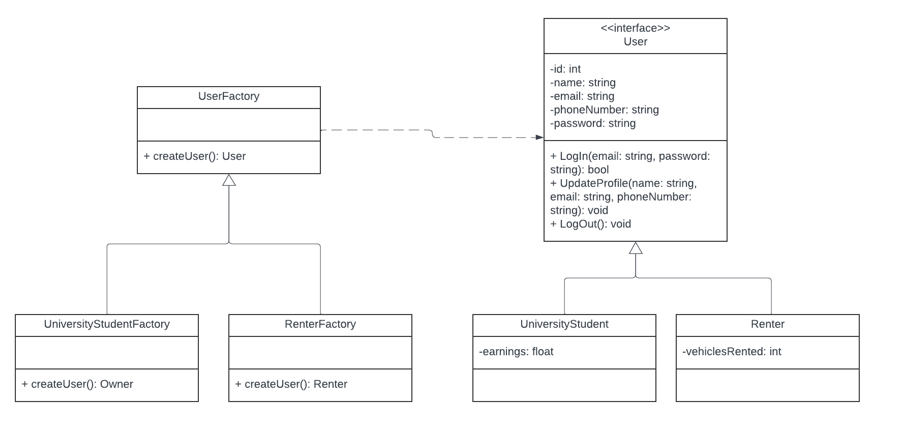 <<interface>>
User
-id: int
-name: string
-email: string
-phoneNumber: string
-password: string
+ LogIn(email: string, password:
string): bool
+ UpdateProfile(name: string,
email: string, phoneNumber:
string): void
+ LogOut(): void
UserFactory
+ createUser(): User
UniversityStudentFactory
+ createUser(): Owner
RenterFactory
+ createUser(): Renter
UniversityStudent
-earnings: float
Renter
-vehiclesRented: int